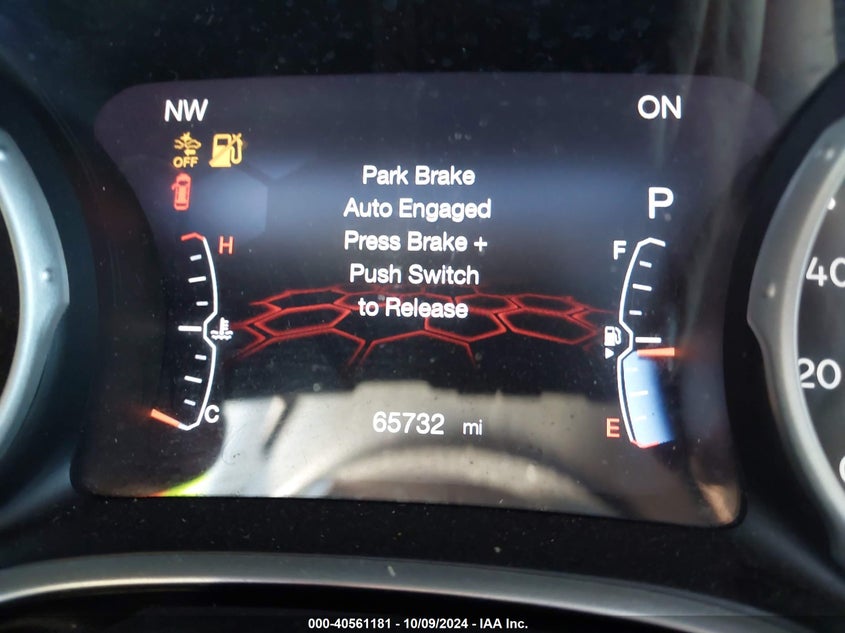 NW
ON
OFF
Park Brake
Auto Engaged
P
Press Brake +
H
F
Push Switch
to Release
40
20
C
65732 mi
E
000-40561181 - 10/09/2024 - IAA Inc.